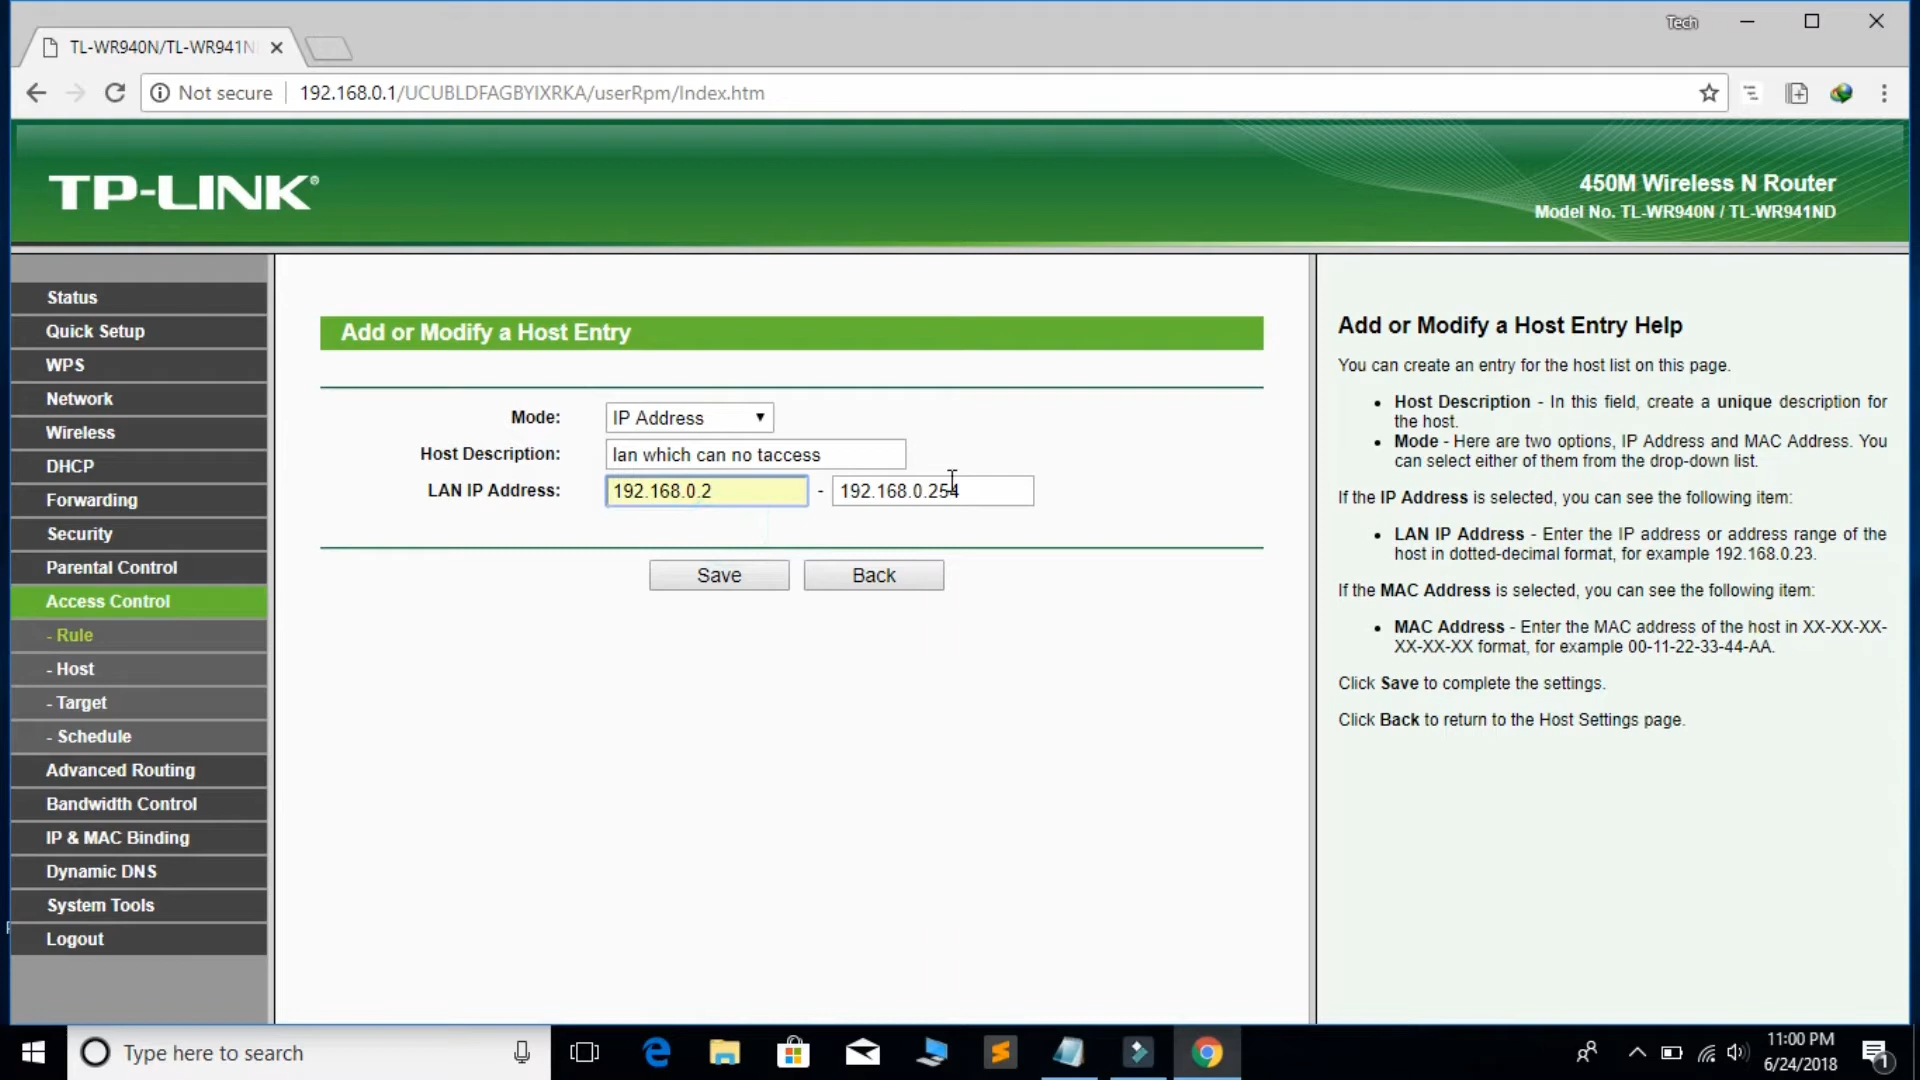 Tech
TL-WR940N/TL-WR941N
Not secure
192.168.0.1/UCUBLDFAGBYIXRKA/userRpm/Index.htm
TP-LINK®
450M Wireless N Router
Model No. TL-WR940N / TL-WR941ND
Status
Quick Setup
WPS
Network
Wireless
DHCP
Forwarding
Security
Parental Control
Access Control
- Rule
- Host
- Target
- Schedule
Advanced Routing
Bandwidth Control
IP & MAC Binding
Dynamic DNS
System Tools
Logout
Add or Modify a Host Entry
Mode: IP Address
Host Description: lan which can no taccess
LAN IP Address: 192.168.0.2 - 192.168.0.254
Save Back
Add or Modify a Host Entry Help
You can create an entry for the host list on this page.
• Host Description - In this field, create a unique description for
the host.
• Mode - Here are two options, IP Address and MAC Address. You
can select either of them from the drop-down list.
If the IP Address is selected, you can see the following item:
• LAN IP Address - Enter the IP address or address range of the
host in dotted-decimal format, for example 192.168.0.23.
If the MAC Address is selected, you can see the following item:
• MAC Address - Enter the MAC address of the host in XX-XX-XX-
XX-XX-XX format, for example 00-11-22-33-44-AA.
Click Save to complete the settings.
Click Back to return to the Host Settings page.
Type here to search
11:00 PM
6/24/2018
1